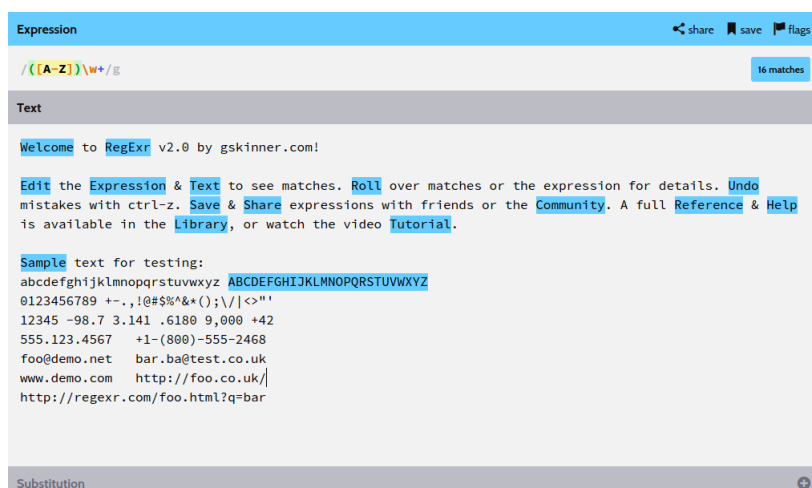 Expression
share save flags
/([A-Z])\w+/g
16 matches
Text
Welcome to RegExr v2.0 by gskinner.com!
Edit the Expression & Text to see matches. Roll over matches or the expression for details. Undo
mistakes with ctrl-z. Save & Share expressions with friends or the Community. A full Reference & Help
is available in the Library, or watch the video Tutorial.
Sample text for testing:
abcdefghijklmnopqrstuvwxyz ABCDEFGHIJKLMNOPQRSTUVWXYZ
0123456789 +-.,!@#$%^&*();\/|<>"'
12345 -98.7 3.141 .6180 9,000 +42
555.123.4567 +1-(800)-555-2468
foo@demo.net bar.ba@test.co.uk
www.demo.com http://foo.co.uk/
http://regexr.com/foo.html?q=bar
Substitution